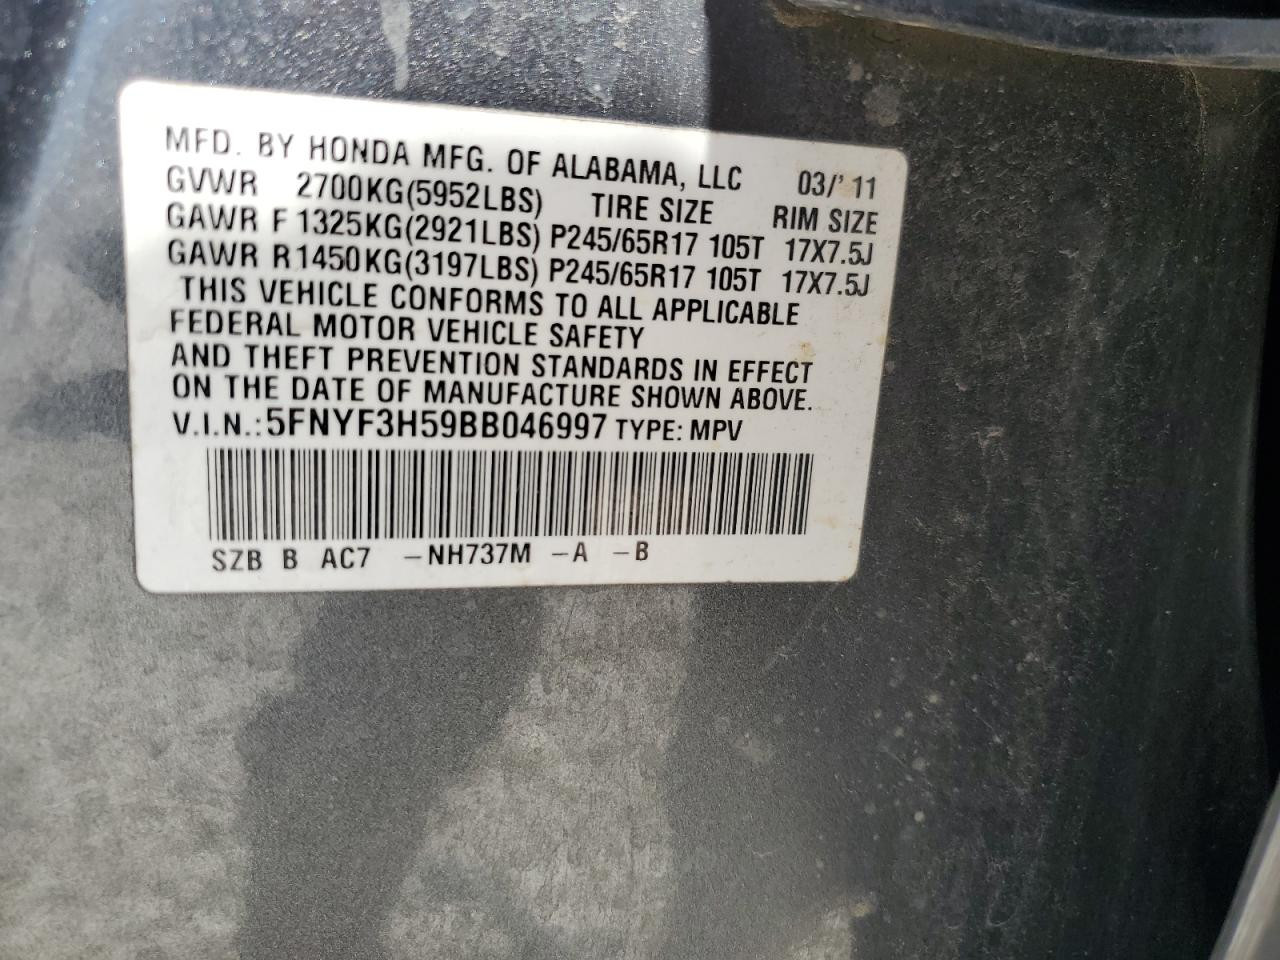 MFD. BY HONDA MFG. OF ALABAMA, LLC 03/' 11
GVWR 2700KG(5952LBS) TIRE SIZE RIM SIZE
GAWR F 1325KG(2921LBS) P245/65R17 105T 17X7.5J
GAWR R1450KG(3197LBS) P245/65R17 105T 17X7.5J
THIS VEHICLE CONFORMS TO ALL APPLICABLE
FEDERAL MOTOR VEHICLE SAFETY
AND THEFT PREVENTION STANDARDS IN EFFECT
ON THE DATE OF MANUFACTURE SHOWN ABOVE.
V.I.N.:5FNYF3H59BB046997 TYPE: MPV
SZB B AC7 -NH737M -A -B